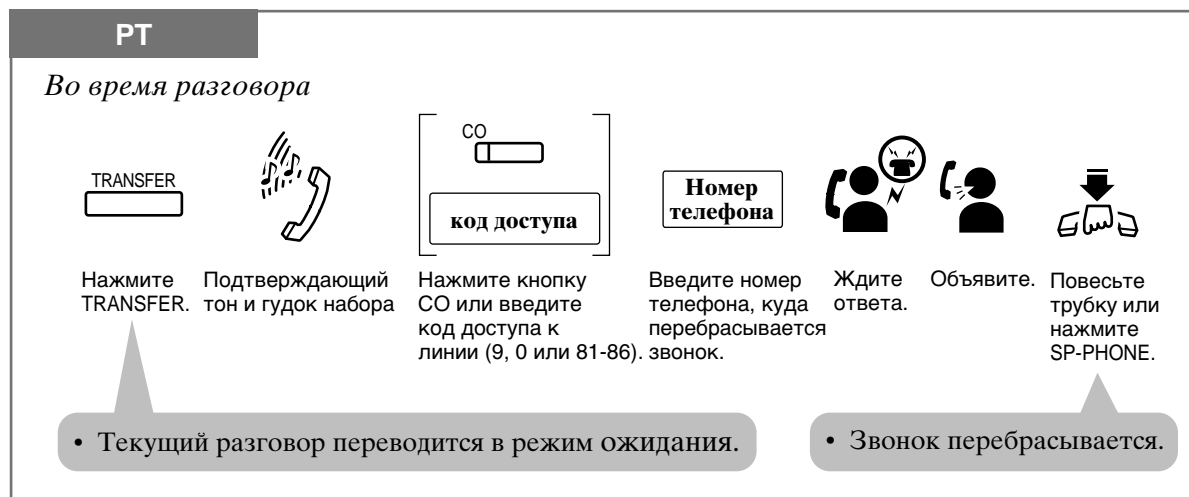 PT
Во время разговора
TRANSFER
CO
код доступа
Номер
телефона
Нажмите
TRANSFER.
Подтверждающий
тон и гудок набора
Нажмите кнопку
CO или введите
код доступа к
линии (9, 0 или 81-86).
Введите номер
телефона, куда
перебрасывается
звонок.
Ждите
ответа.
Объявите.
Повесьте
трубку или
нажмите
SP-PHONE.
• Текущий разговор переводится в режим ожидания.
• Звонок перебрасывается.